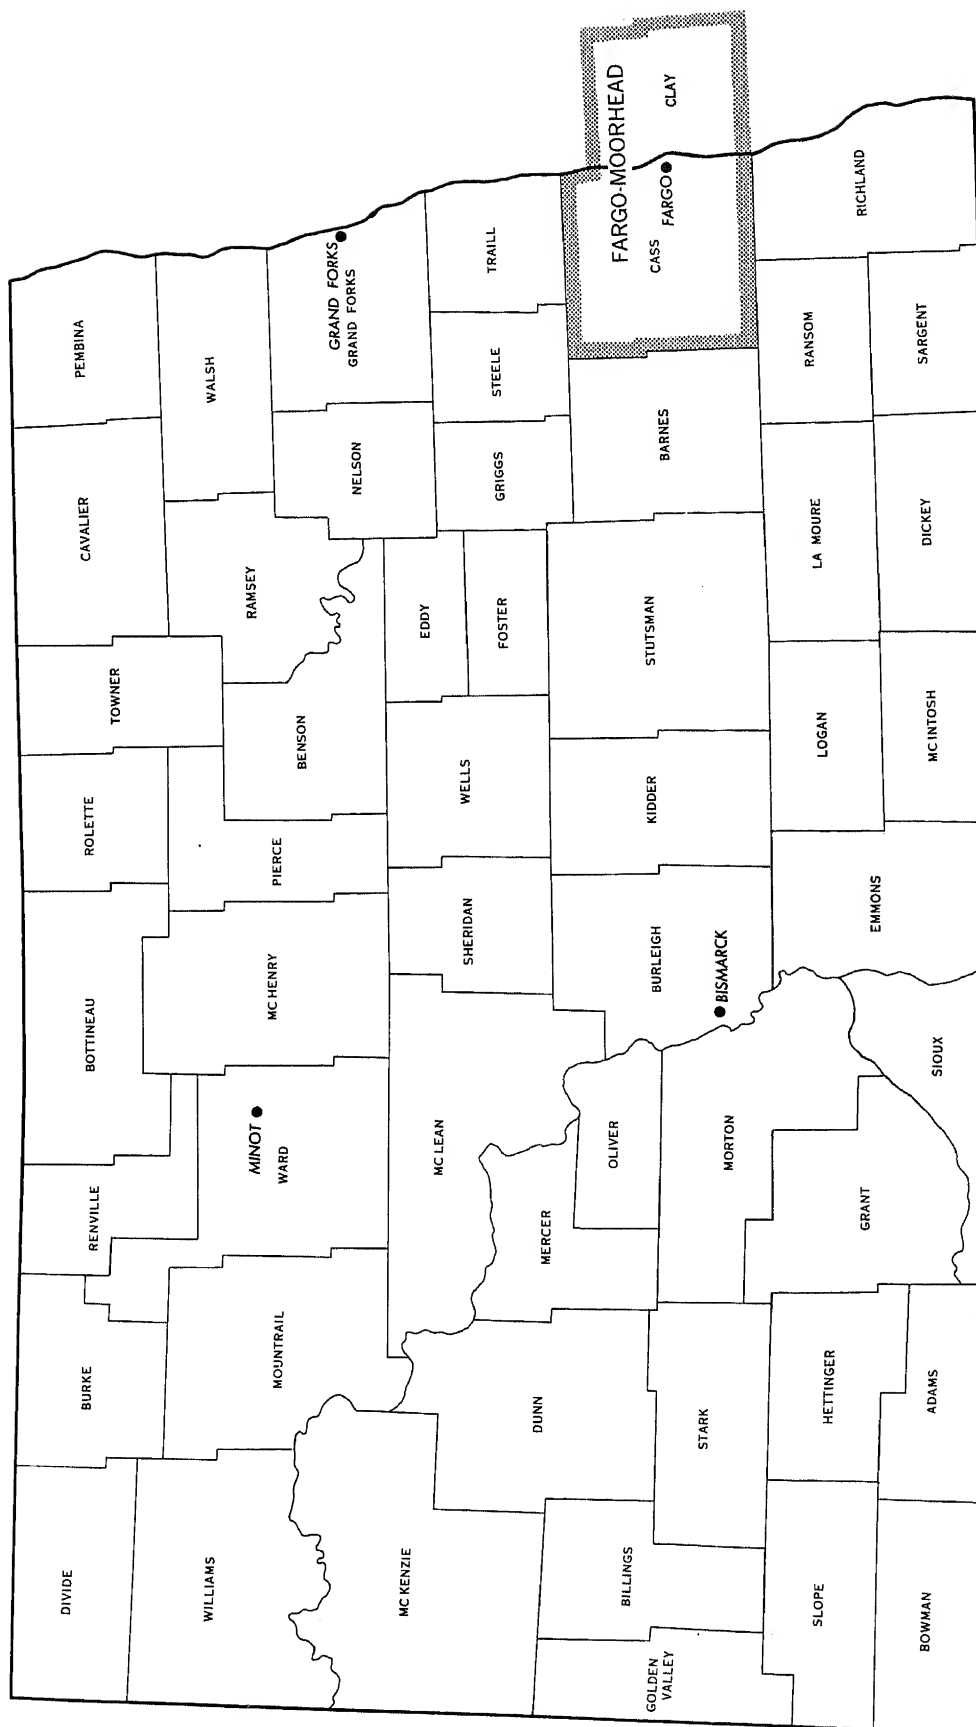 DIVIDE
BURKE
RENVILLE
BOTTINEAU
ROLETTE
TOWNER
CAVALIER
PEMBINA
WILLIAMS
MOUNTRAIL
MINOT
WARD
MC HENRY
PIERCE
BENSON
RAMSEY
WALSH
NELSON
GRAND FORKS
GRAND FORKS
MC KENZIE
DUNN
MERCER
MC LEAN
SHERIDAN
WELLS
EDDY
FOSTER
GRIGGS
STEELE
TRAILL
GOLDEN
VALLEY
BILLINGS
STARK
OLIVER
MORTON
BURLEIGH
BISMARCK
KIDDER
STUTSMAN
BARNES
FARGO-MOORHEAD
CASS
FARGO
CLAY
SLOPE
HETTINGER
GRANT
BOWMAN
ADAMS
SIOUX
EMMONS
LOGAN
MC INTOSH
LA MOURE
DICKEY
RANSOM
SARGENT
RICHLAND